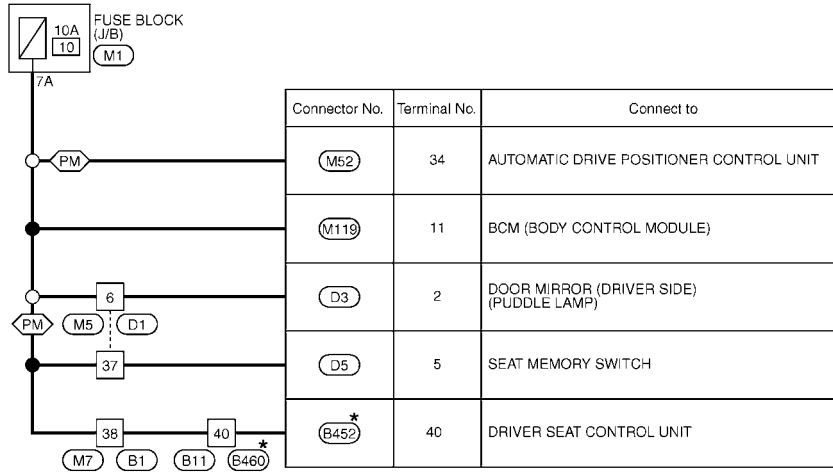 FUSE BLOCK
10A
(J/B)
10
M1
7A
Connector No. Terminal No. Connect to
PM M52 34 AUTOMATIC DRIVE POSITIONER CONTROL UNIT
M119 11 BCM (BODY CONTROL MODULE)
6 D3 2 DOOR MIRROR (DRIVER SIDE)
(PUDDLE LAMP)
PM M5 D1
37 D5 5 SEAT MEMORY SWITCH
*
38 40 B452 40 DRIVER SEAT CONTROL UNIT
*
M7 B1 B11 B460